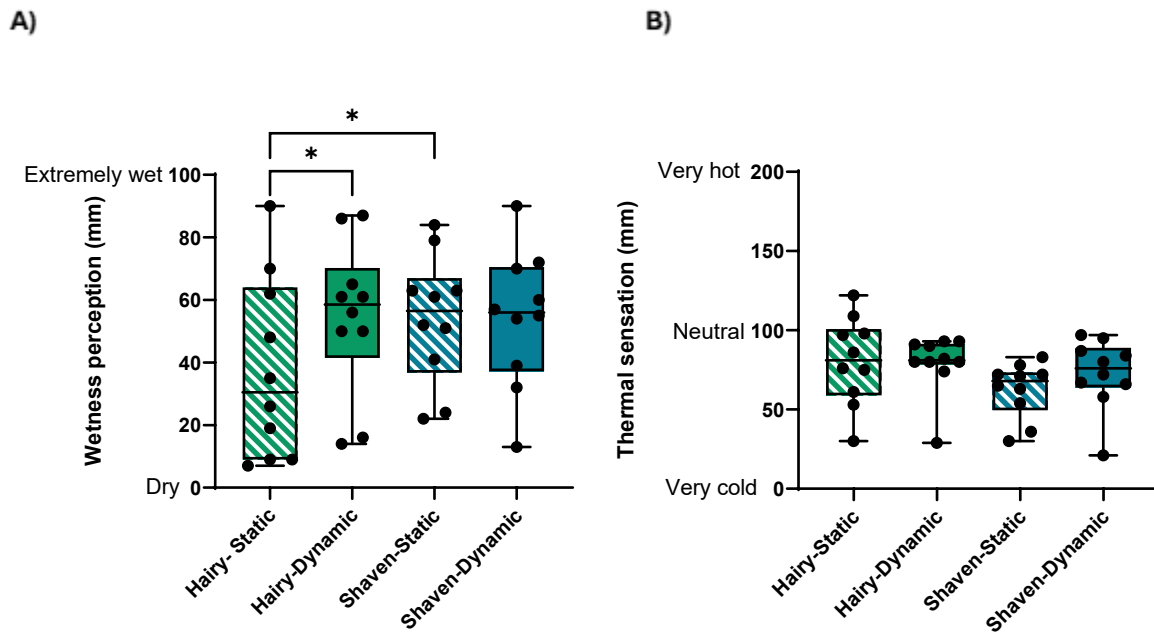 A)
B)
*
*
Extremely wet
Dry
Wetness perception (mm)
100
80
60
40
20
0
Hairy- Static
Hairy-Dynamic
Shaven-Static
Shaven-Dynamic
Very hot
Neutral
Very cold
Thermal sensation (mm)
200
150
100
50
0
Hairy-Static
Hairy-Dynamic
Shaven-Static
Shaven-Dynamic